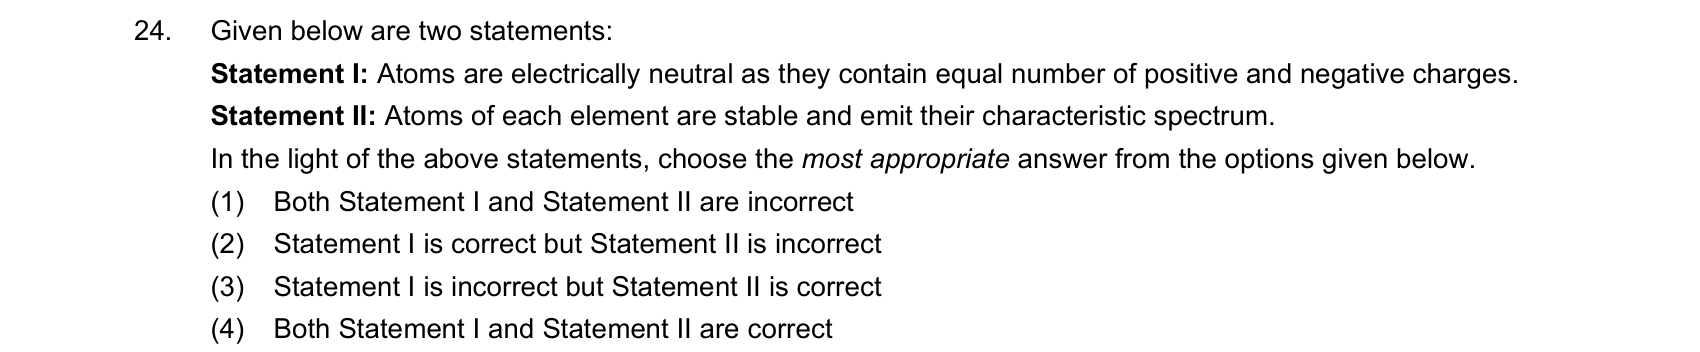 24. Given below are two statements:
Statement I: Atoms are electrically neutral as they contain equal number of positive and negative charges.
Statement II: Atoms of each element are stable and emit their characteristic spectrum.
In the light of the above statements, choose the most appropriate answer from the options given below.
(1) Both Statement I and Statement II are incorrect
(2) Statement I is correct but Statement II is incorrect
(3) Statement I is incorrect but Statement II is correct
(4) Both Statement I and Statement II are correct